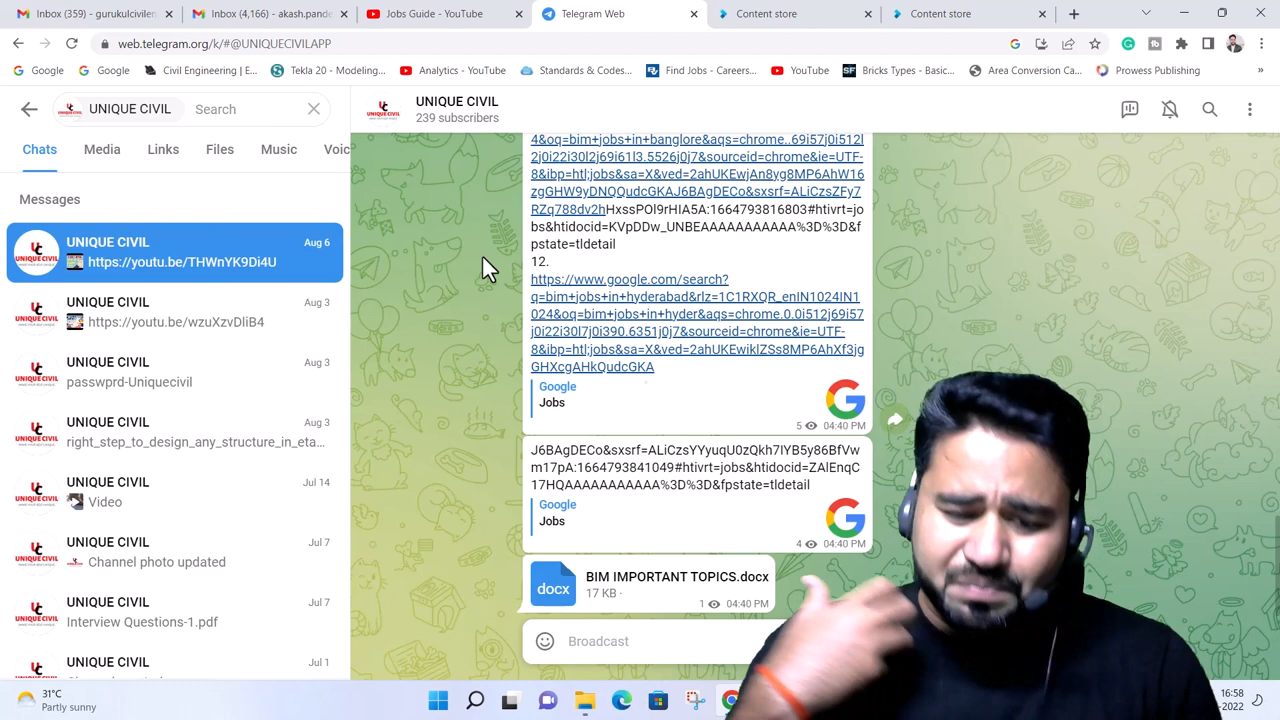 Inbox (359) - akash.pande
Inbox (4,166) - akash.pande
Telegram Web
Content store
Content store
web.telegram.org/k/#@UNIQUECIVILAPP
Google
Google
Civil Engineering | E...
Tekla 20 - Modeling...
Analytics - YouTube
Standards & Codes...
Find Jobs - Careers...
YouTube
Bricks Types - Basic...
Area Conversion Ca...
Prowess Publishing
»
UNIQUE CIVIL
Search
UNIQUE CIVIL
239 subscribers
Chats
Media
Links
Files
Music
Voic
Messages
UNIQUE CIVIL
Aug 6
https://youtu.be/THWnYK9Di4U
UNIQUE CIVIL
Aug 3
https://youtu.be/wzuXzvDliB4
UNIQUE CIVIL
Aug 3
passwprd-Uniquecivil
UNIQUE CIVIL
Aug 3
right_step_to_design_any_structure_in_eta...
UNIQUE CIVIL
Jul 14
Video
UNIQUE CIVIL
Jul 7
Channel photo updated
UNIQUE CIVIL
Jul 7
Interview Questions-1.pdf
UNIQUE CIVIL
Jul 1
4&oq=bim+jobs+in+banglore&aqs=chrome..69i57j0i512l
2j0i22i30l2j69i61l3.5526j0j7&sourceid=chrome&ie=UTF-
8&ibp=htl;jobs&sa=X&ved=2ahUKEwjAn8yg8MP6AhW16
zgGHW9yDNQQudcGKAJ6BAgDECo&sxsrf=ALiCzsZFy7
RZq788dv2hHxssPOl9rHIA5A:1664793816803#htivrt=jo
bs&htidocid=KVpDDw_UNBEAAAAAAAAAAA%3D%3D&f
pstate=tldetail
12.
https://www.google.com/search?
q=bim+jobs+in+hyderabad&rlz=1C1RXQR_enIN1024IN1
024&oq=bim+jobs+in+hyder&aqs=chrome.0.0i512j69i57
j0i22i30l7j0i390.6351j0j7&sourceid=chrome&ie=UTF-
8&ibp=htl;jobs&sa=X&ved=2ahUKEwiklZSs8MP6AhXf3jg
GHXcgAHkQudcGKA
Google
Jobs
5 04:40 PM
J6BAgDECo&sxsrf=ALiCzsYYyuqU0zQkh7IYB5y86BfVw
m17pA:1664793841049#htivrt=jobs&htidocid=ZAlEnqC
17HQAAAAAAAAAAA%3D%3D&fpstate=tldetail
Google
Jobs
4 04:40 PM
docx
BIM IMPORTANT TOPICS.docx
17 KB ·
1 04:40 PM
Broadcast
31°C
Partly sunny
16:58
-2022